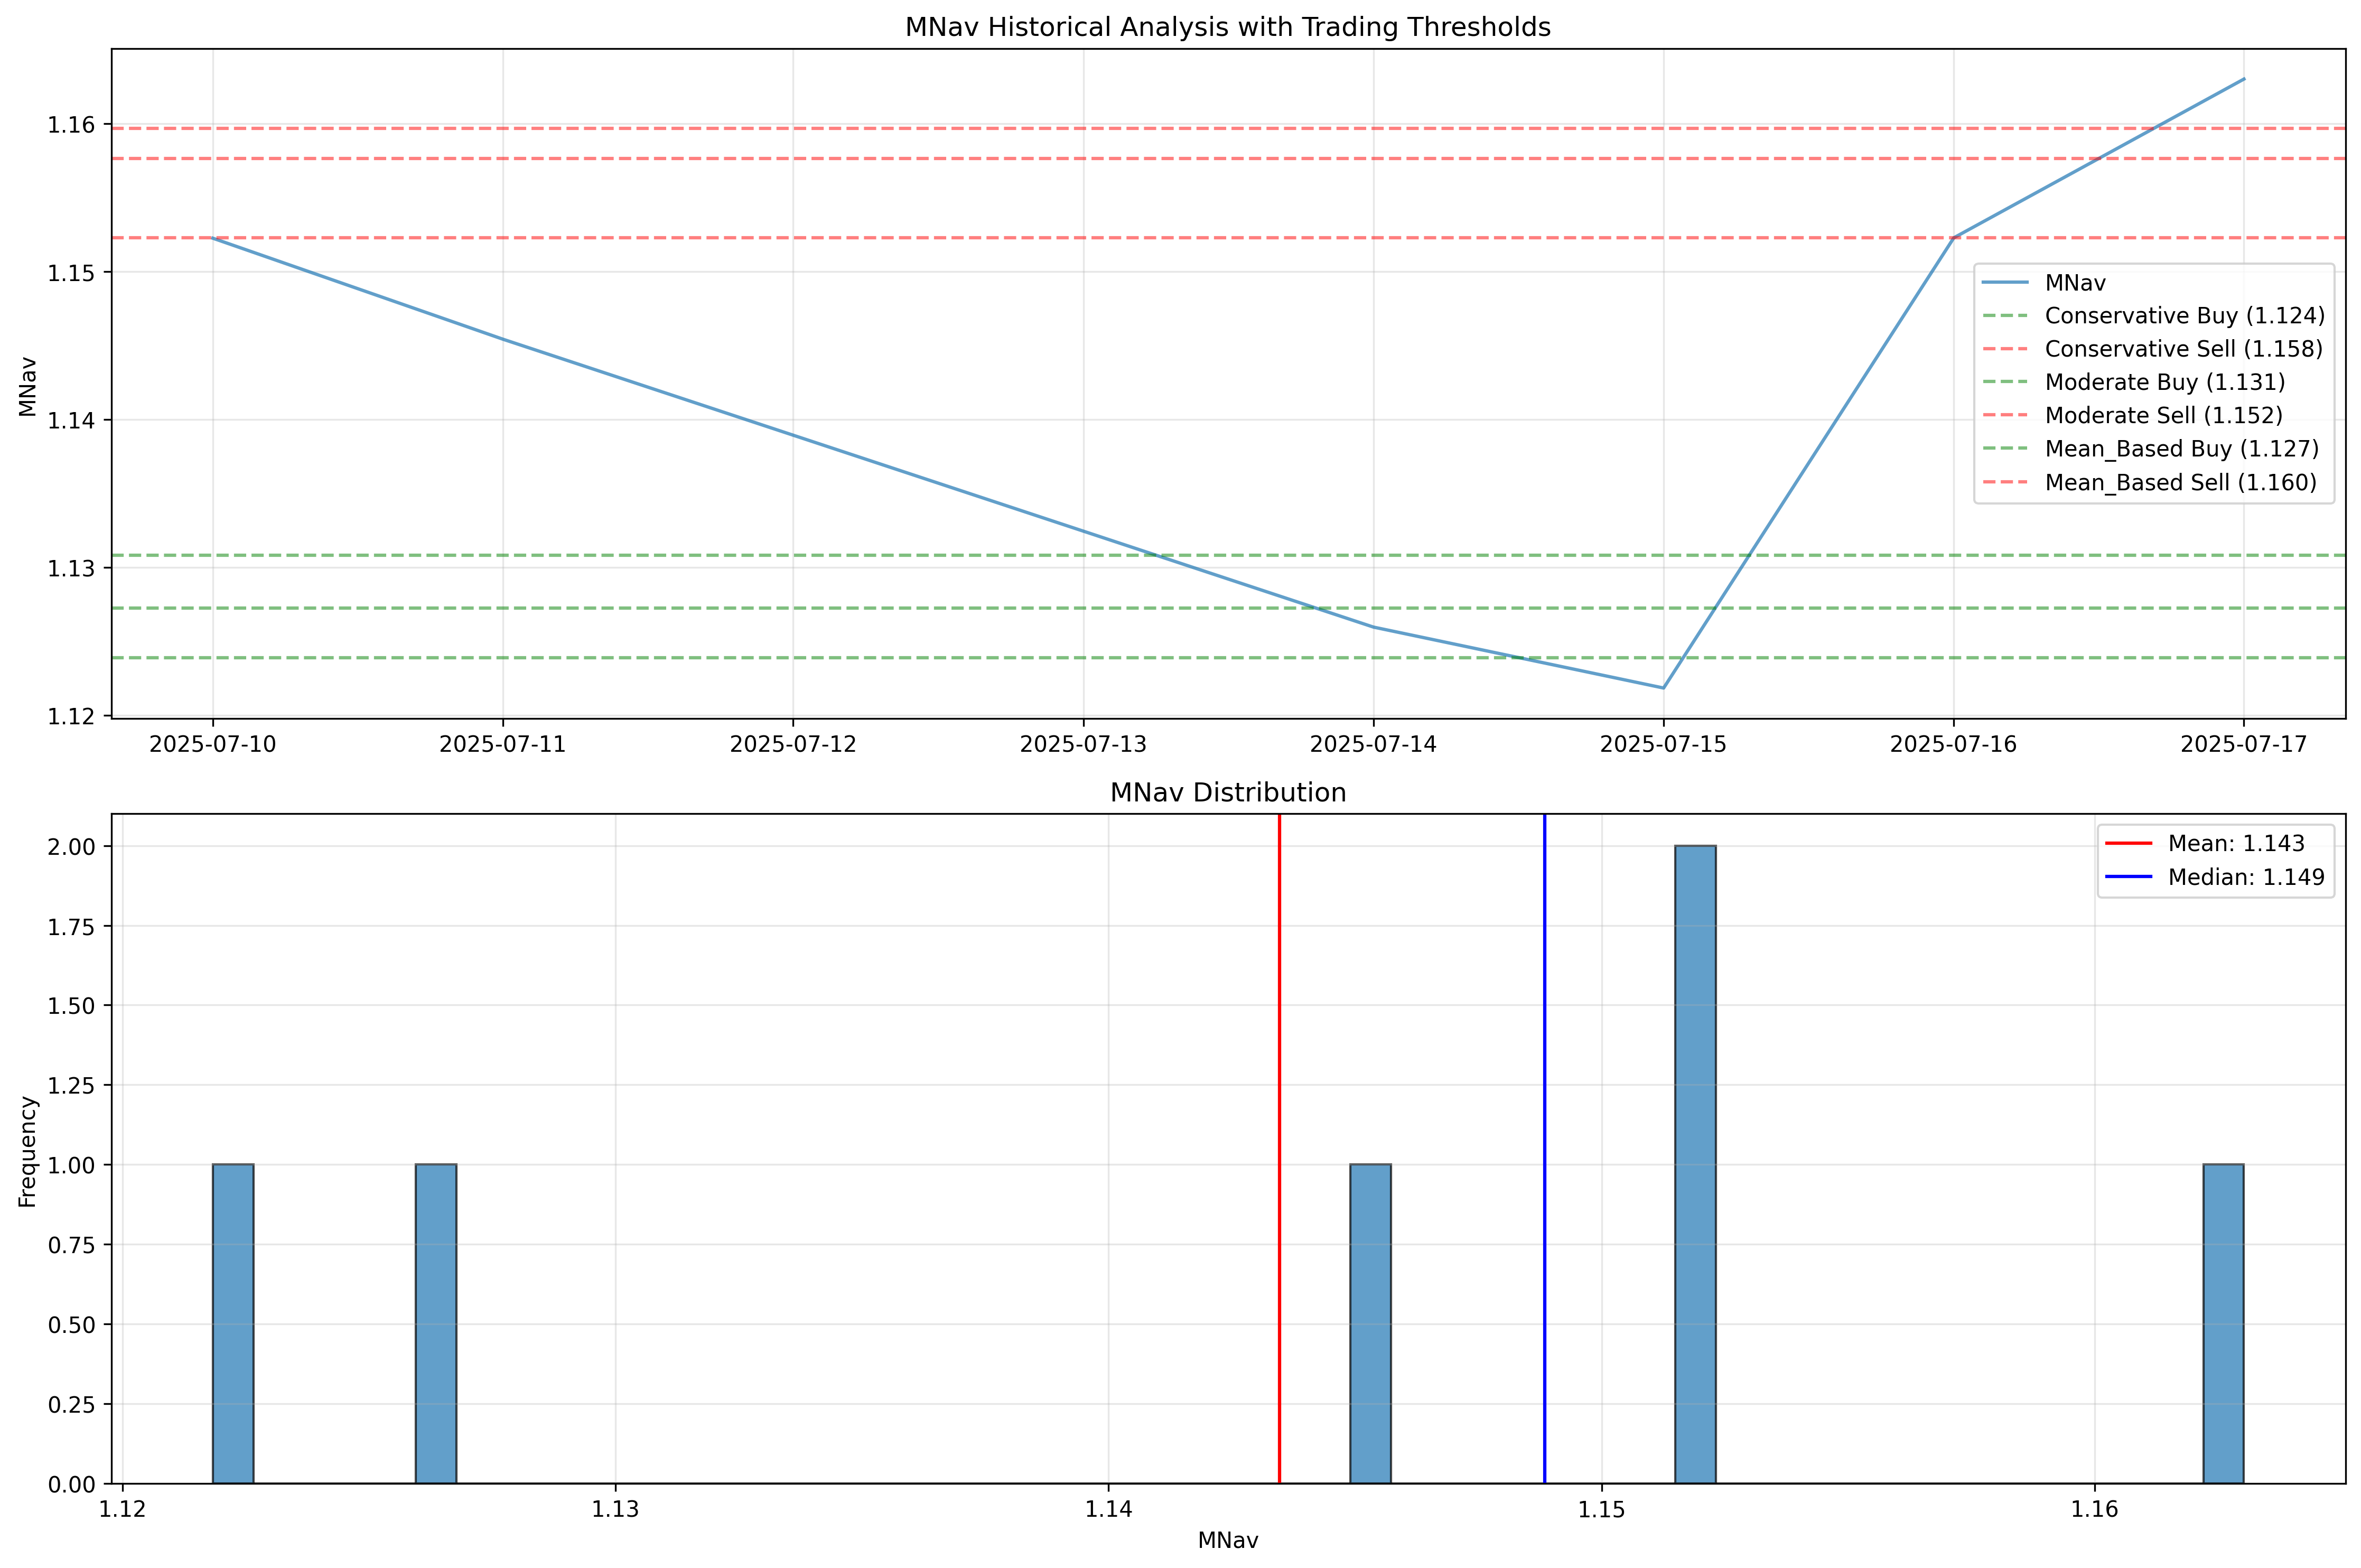 MNav Historical Analysis with Trading Thresholds
MNav
1.16
1.15
1.14
1.13
1.12
MNav
Conservative Buy (1.124)
Conservative Sell (1.158)
Moderate Buy (1.131)
Moderate Sell (1.152)
Mean_Based Buy (1.127)
Mean_Based Sell (1.160)
2025-07-10 2025-07-11 2025-07-12 2025-07-13 2025-07-14 2025-07-15 2025-07-16 2025-07-17
MNav Distribution
Frequency
2.00
1.75
1.50
1.25
1.00
0.75
0.50
0.25
0.00
Mean: 1.143
Median: 1.149
1.12 1.13 1.14 1.15 1.16
MNav